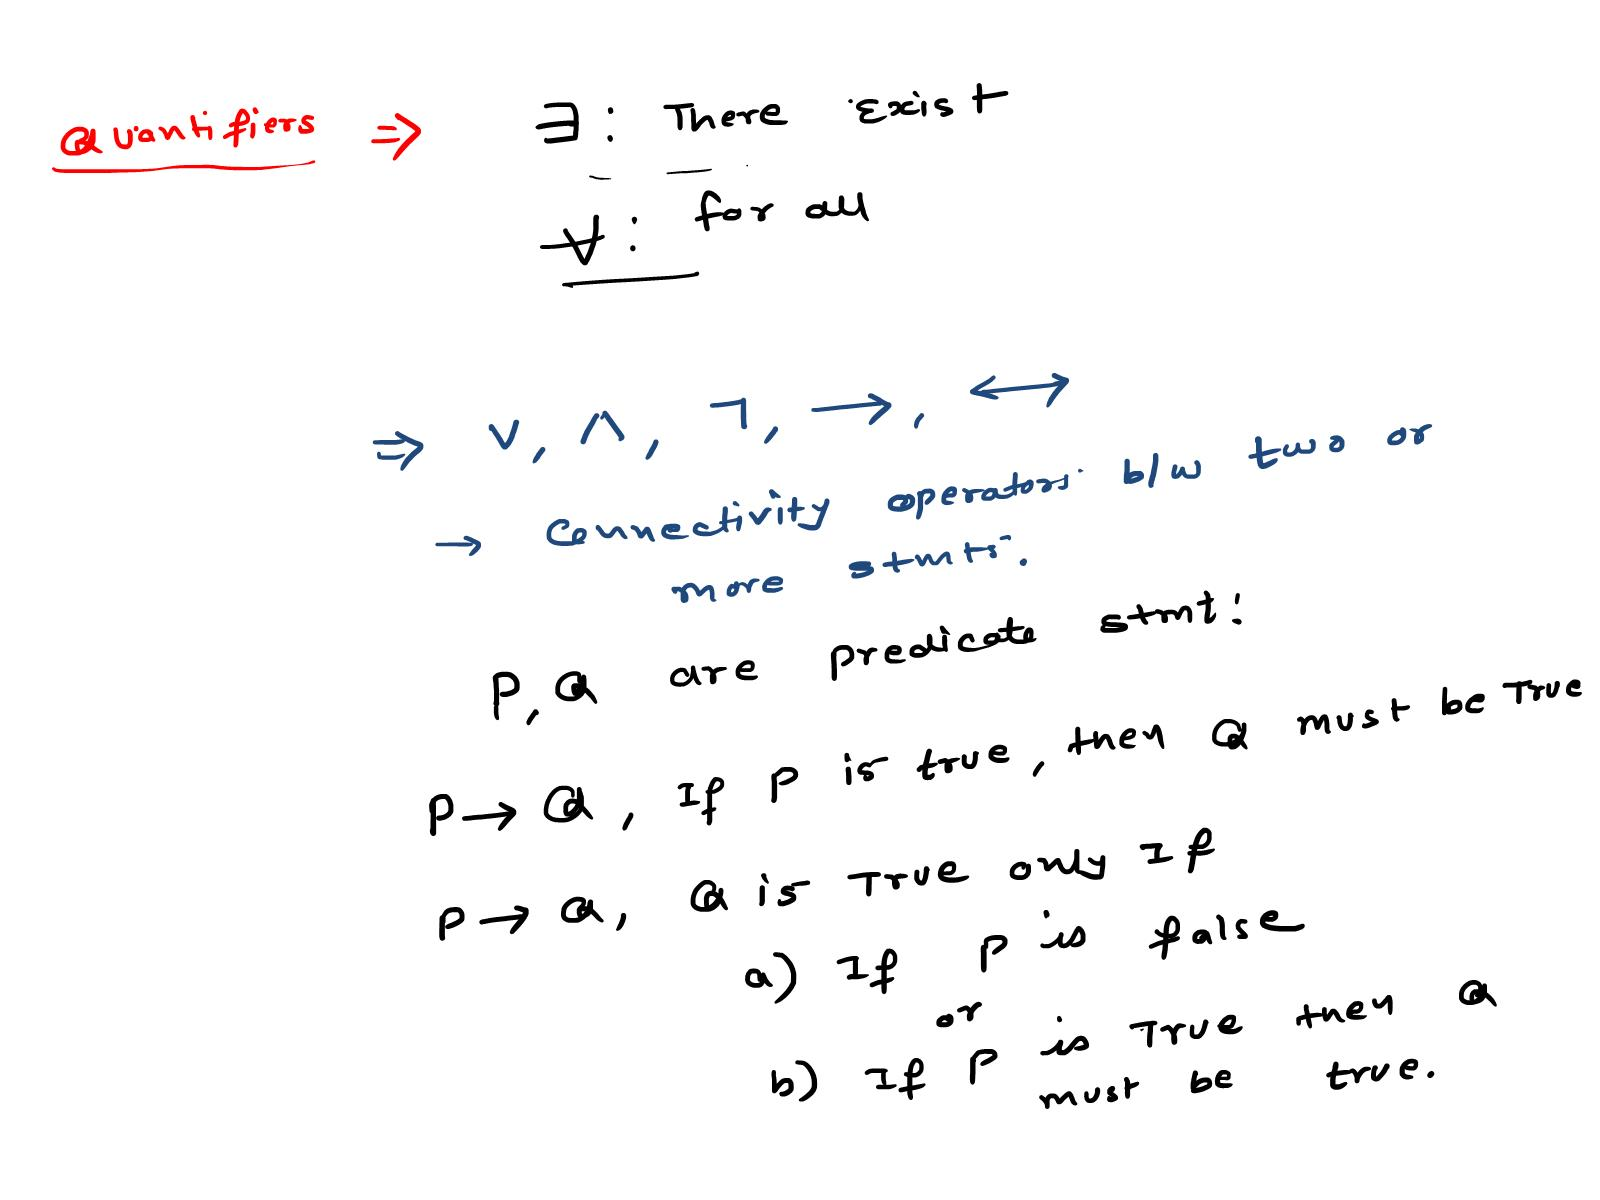 Quantifiers ⇒ ∃ : There Exist
∀ : for all
⇒ ∨, ∧, ¬, →, ↔
→ Connectivity operators b/w two or
more stmts.
P, Q are predicate stmt:
P → Q, If P is true, then Q must be True
P → Q, Q is True only If
a) If P is false
or
b) If P is True then Q
must be true.